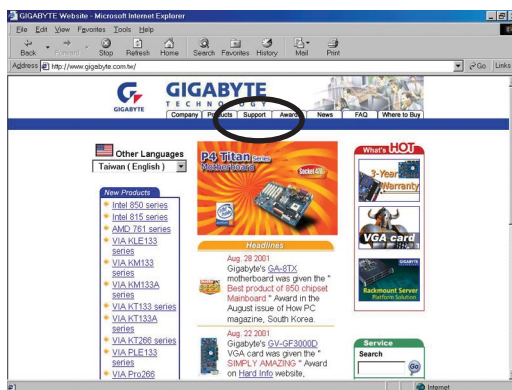 GIGABYTE Website - Microsoft Internet Explorer
File Edit View Favorites Tools Help
Back Forward Stop Refresh Home Search Favorites History Mail Print
Address http://www.gigabyte.com.tw/ Go Links
GIGABYTE
GIGABYTE
TECHNOLOGY
Company Products Support Award News FAQ Where to Buy
Other Languages
Taiwan ( English )
New Products
Intel 850 series
Intel 815 series
AMD 761 series
VIA KLE133
series
VIA KM133
series
VIA KM133A
series
VIA KT133 series
VIA KT133A
series
VIA KT266 series
VIA PLE133
series
VIA Pro266
P4 Titan Series
Motherboard
Socket 478
Headlines
Aug. 28 2001
Gigabyte's GA-8TX
motherboard was given the "
Best product of 850 chipset
Mainboard " Award in the
August issue of How PC
magazine, South Korea.
Aug. 22 2001
Gigabyte's GV-GF3000D
VGA card was given the "
SIMPLY AMAZING " Award
on Hard Info website,
What's HOT
3-Year
Warranty
VGA card
GIGABYTE
Rackmount Server
Platform Solution
Service
Search
Go
#1
Internet